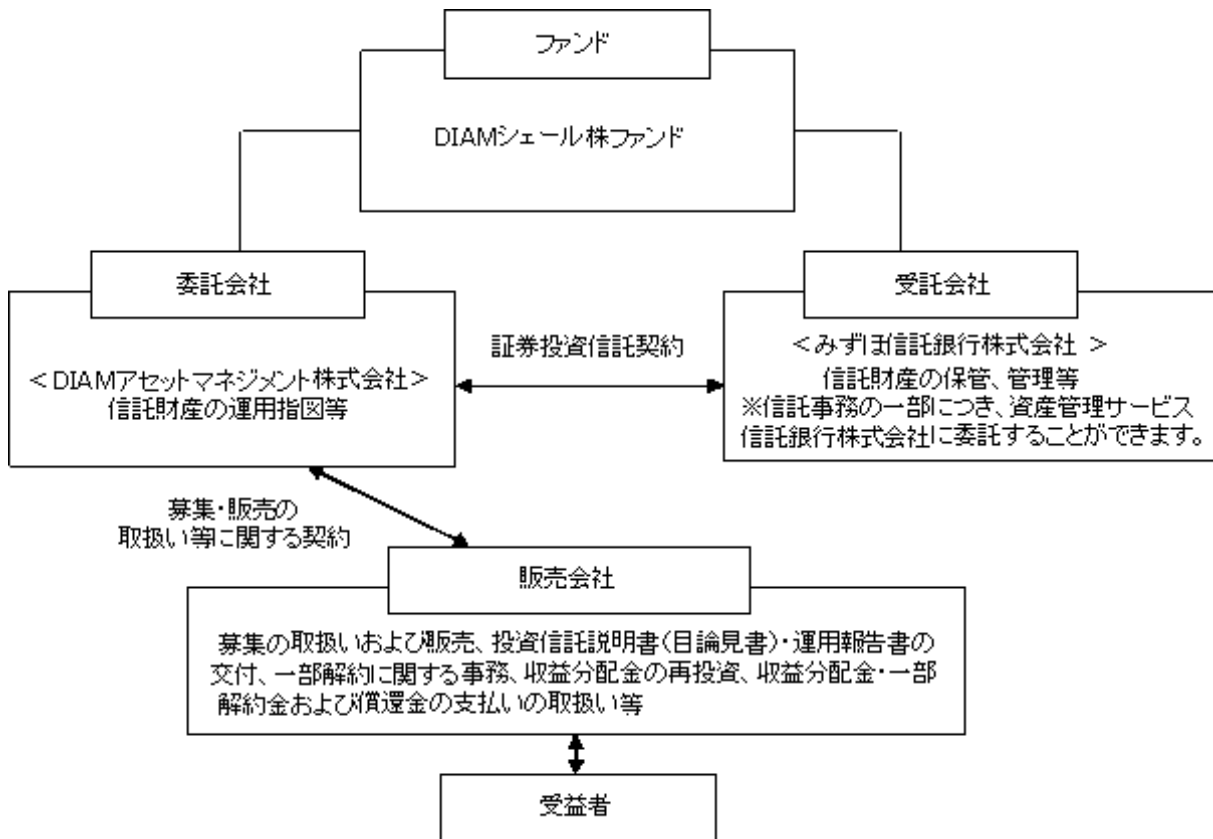 ファンド
DIAMシェール株ファンド
委託会社
<DIAMアセットマネジメント株式会社>
信託財産の運用指図等
証券投資信託契約
受託会社
<みずほ信託銀行株式会社 >
信託財産の保管、管理等
※信託事務の一部につき、資産管理サービス
信託銀行株式会社に委託することができます。
募集・販売の
取扱い等に関する契約
販売会社
募集の取扱いおよび販売、投資信託説明書(目論見書)・運用報告書の
交付、一部解約に関する事務、収益分配金の再投資、収益分配金・一部
解約金および償還金の支払いの取扱い等
受益者